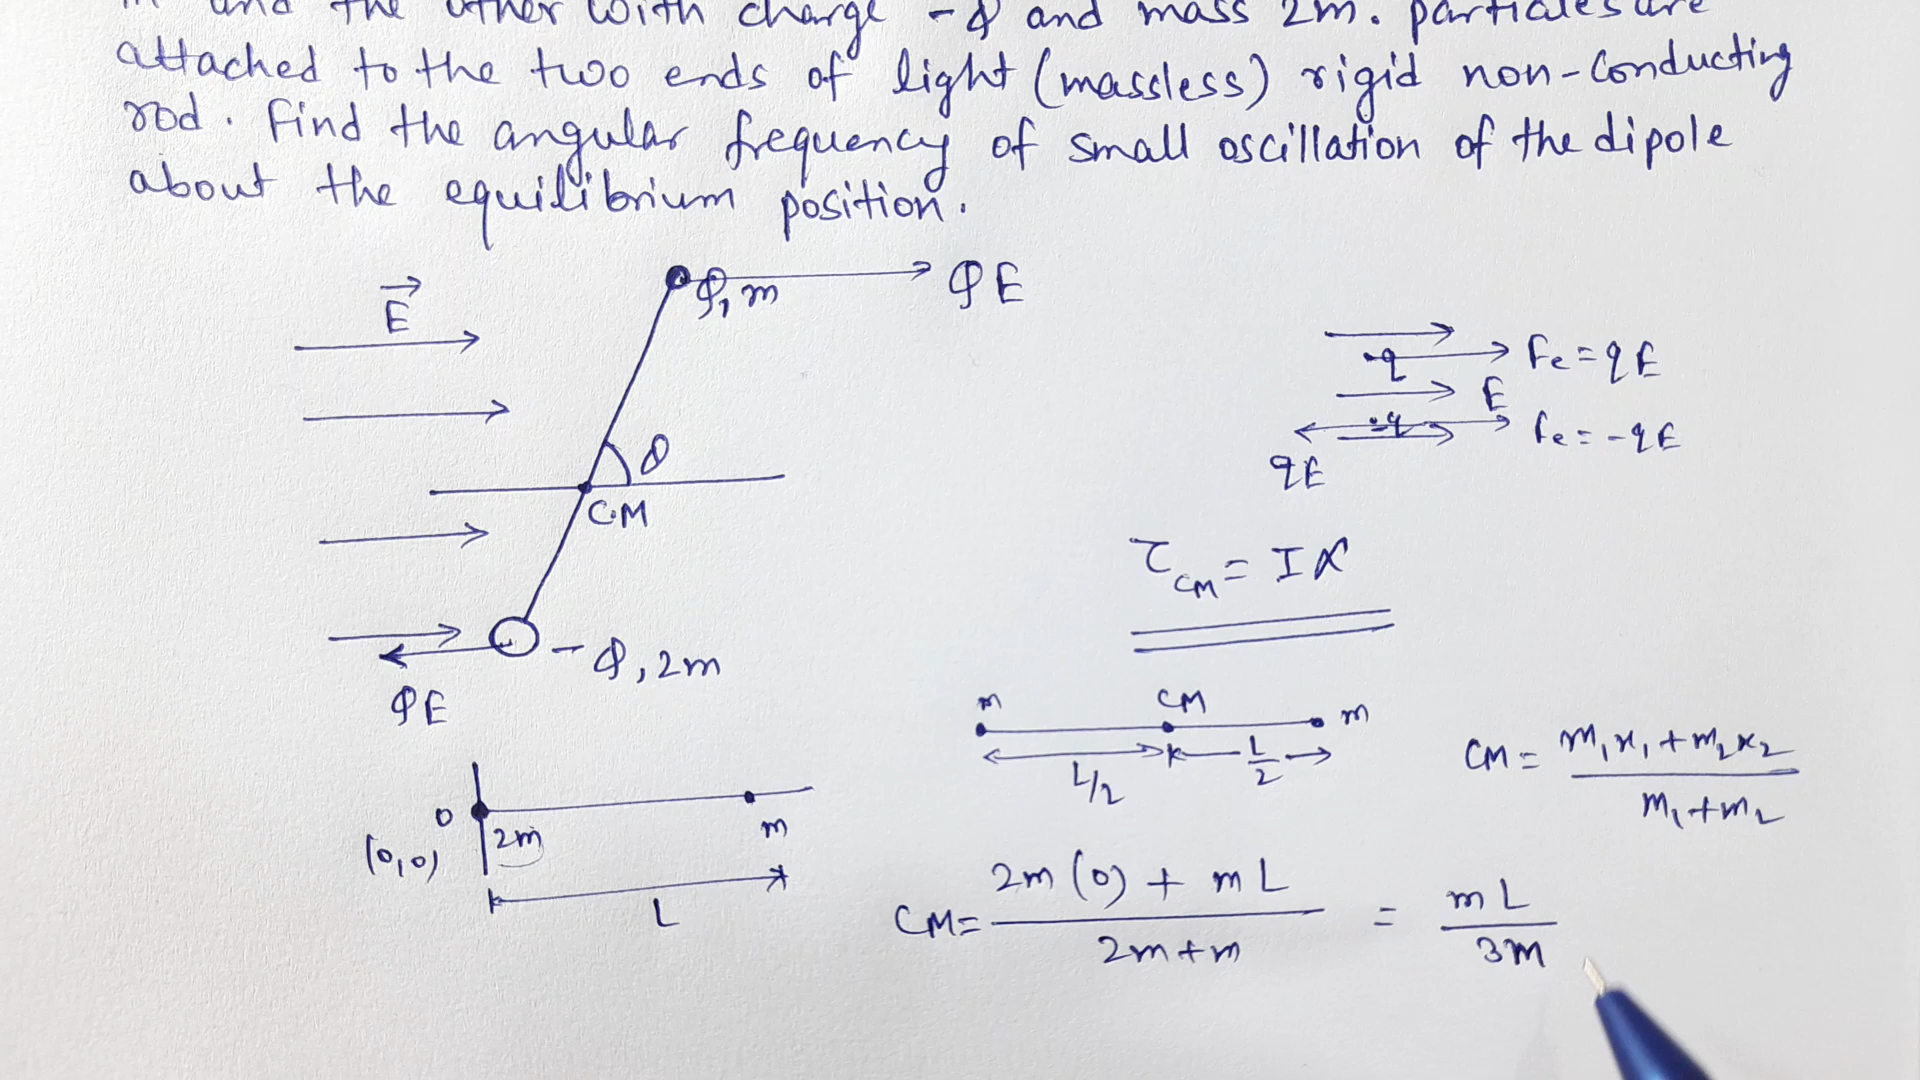 and the other with charge -Q and mass 2m. particles are
attached to the two ends of light (massless) rigid non-conducting
rod. Find the angular frequency of small oscillation of the dipole
about the equilibrium position.
E
Q, m
QE
θ
C.M
-Q, 2m
QE
q
Fe = qE
E
-q
Fe = -qE
qE
τCM = Iα
m CM m
L/2 L/2
CM = m₁x₁ + m₂x₂ / m₁ + m₂
0
(0,0)
2m
m
L
CM = 2m(0) + mL / 2m + m = mL / 3m